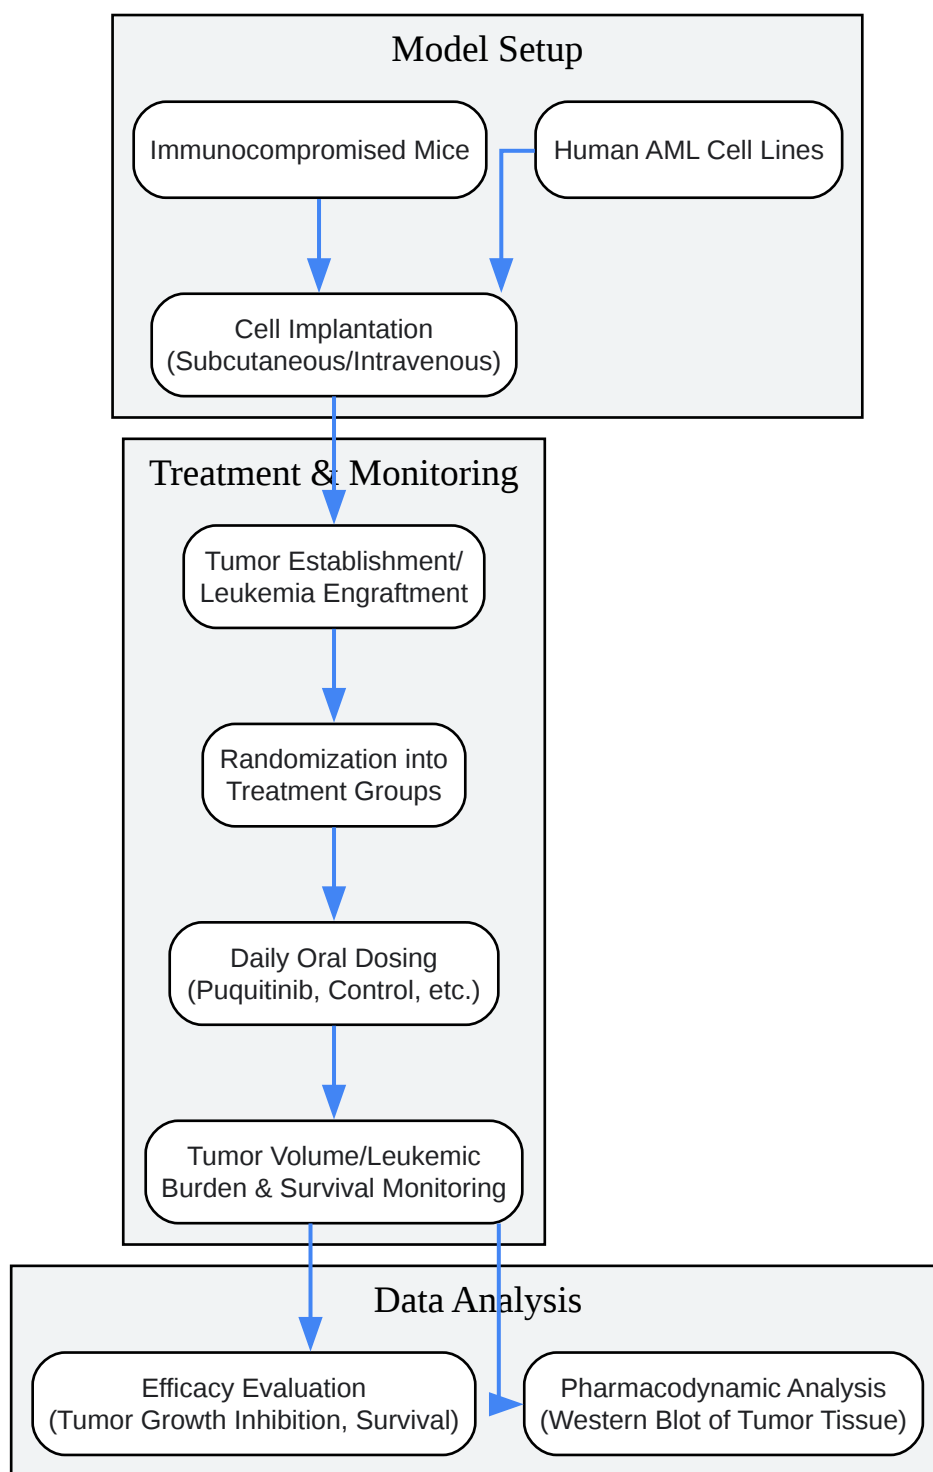 Model Setup
Immunocompromised Mice
Human AML Cell Lines
Cell Implantation
(Subcutaneous/Intravenous)
Treatment & Monitoring
Tumor Establishment/
Leukemia Engraftment
Randomization into
Treatment Groups
Daily Oral Dosing
(Puquitinib, Control, etc.)
Tumor Volume/Leukemic
Burden & Survival Monitoring
Data Analysis
Efficacy Evaluation
(Tumor Growth Inhibition, Survival)
Pharmacodynamic Analysis
(Western Blot of Tumor Tissue)